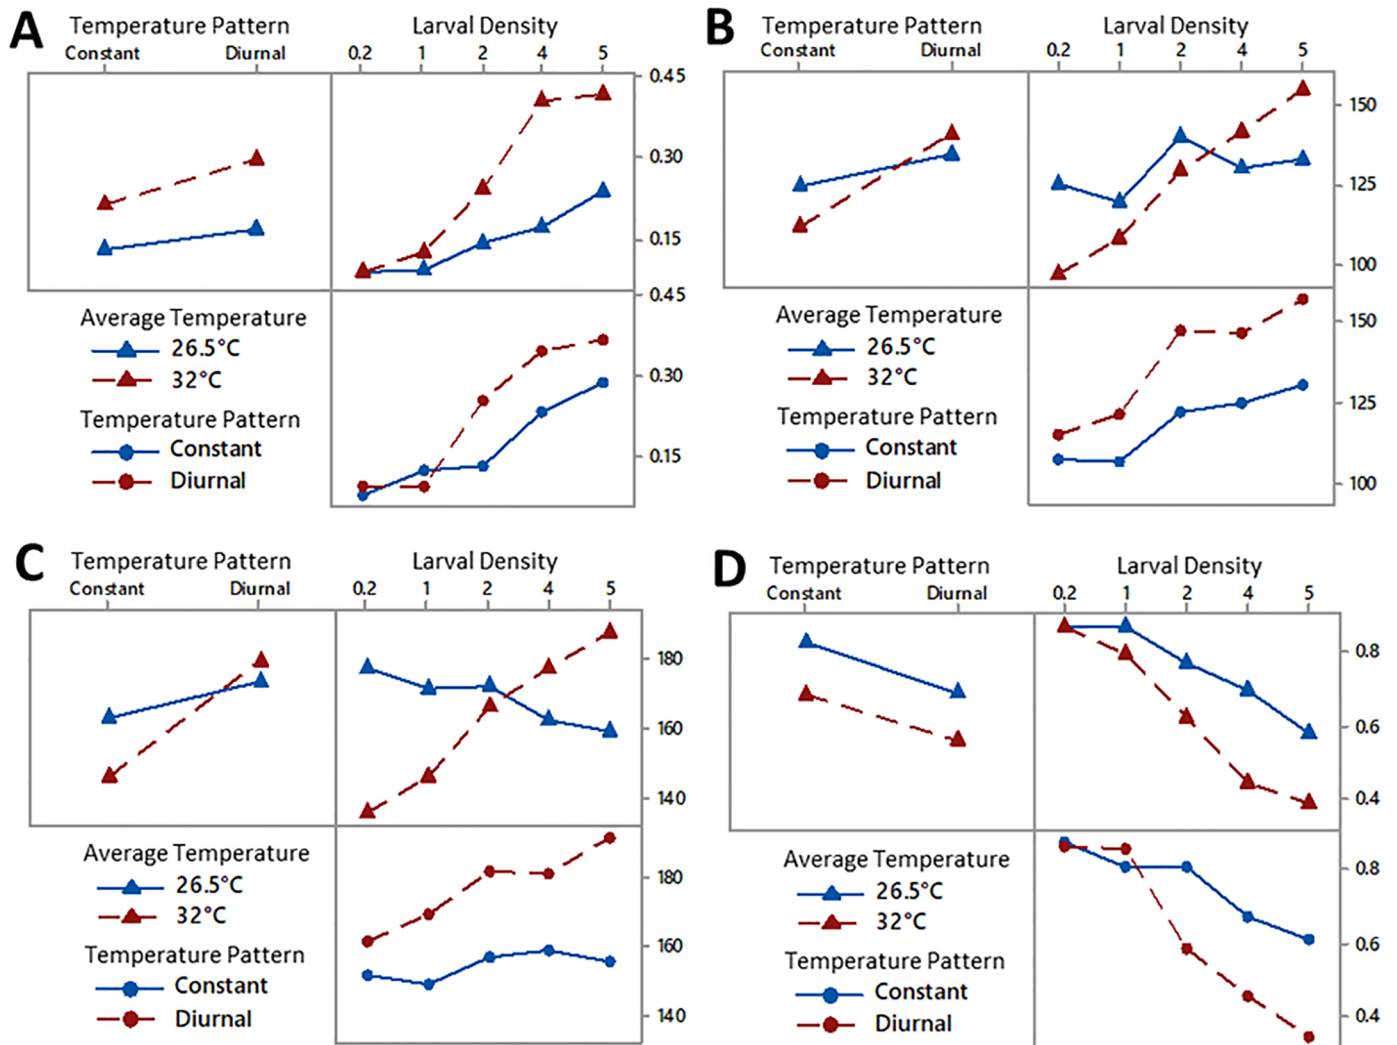 A
Temperature Pattern
Larval Density
Constant Diurnal 0.2 1 2 4 5
0.45
0.30
0.15
0.45
0.30
0.15
Average Temperature
26.5°C
32°C
Temperature Pattern
Constant
Diurnal
B
Temperature Pattern
Larval Density
Constant Diurnal 0.2 1 2 4 5
150
125
100
150
125
100
Average Temperature
26.5°C
32°C
Temperature Pattern
Constant
Diurnal
C
Temperature Pattern
Larval Density
Constant Diurnal 0.2 1 2 4 5
180
160
140
180
160
140
Average Temperature
26.5°C
32°C
Temperature Pattern
Constant
Diurnal
D
Temperature Pattern
Larval Density
Constant Diurnal 0.2 1 2 4 5
0.8
0.6
0.4
0.8
0.6
0.4
Average Temperature
26.5°C
32°C
Temperature Pattern
Constant
Diurnal